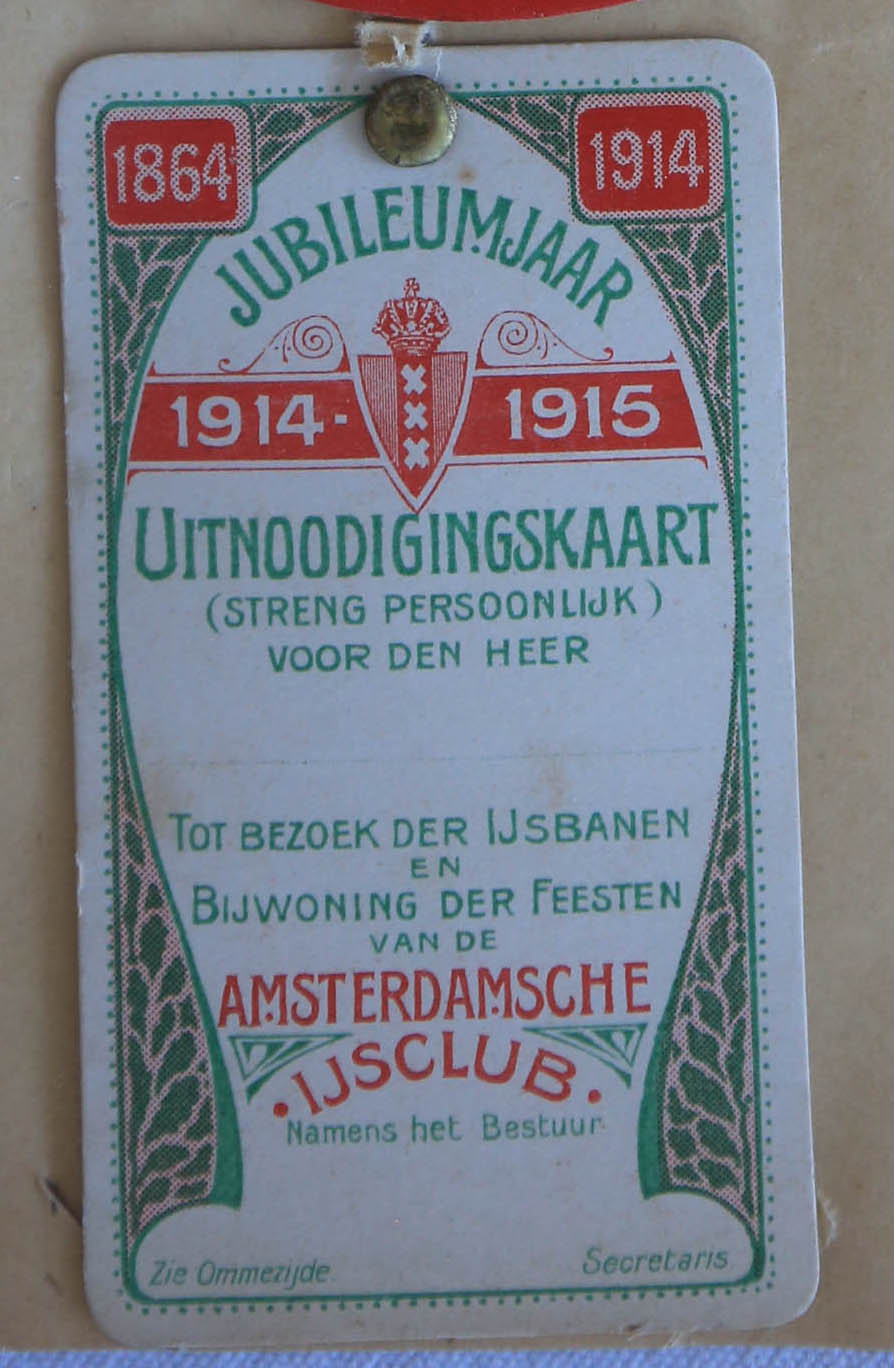 1864 1914
JUBILEUMJAAR
1914- 1915
UITNOODIGINGSKAART
(STRENG PERSOONLIJK)
VOOR DEN HEER
TOT BEZOEK DER IJSBANEN
EN
BIJWONING DER FEESTEN
VAN DE
AMSTERDAMSCHE
•IJSCLUB.•
Namens het Bestuur
Zie Ommezijde. Secretaris